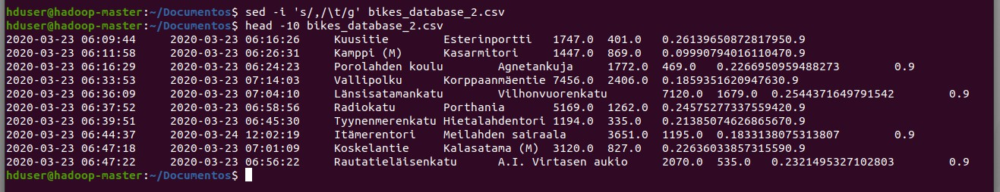 hduser@hadoop-master:~/Documentos$ sed -i 's/,/\t/g' bikes_database_2.csv
hduser@hadoop-master:~/Documentos$ head -10 bikes_database_2.csv
2020-03-23 06:09:44	2020-03-23 06:16:26	Kuusitie	Esterinportti	1747.0	401.0	0.26139650872817950.9
2020-03-23 06:11:58	2020-03-23 06:26:31	Kamppi (M)	Kasarmitori	1447.0	869.0	0.09990794016110470.9
2020-03-23 06:16:29	2020-03-23 06:24:23	Porolahden koulu	Agnetankuja	1772.0	469.0	0.2266950959488273	0.9
2020-03-23 06:33:53	2020-03-23 07:14:03	Vallipolku	Korppaanmäentie	7456.0	2406.0	0.1859351620947630.9
2020-03-23 06:36:09	2020-03-23 07:04:10	Länsisatamankatu	Vilhonvuorenkatu	7120.0	1679.0	0.2544371649791542	0.9
2020-03-23 06:37:52	2020-03-23 06:58:56	Radiokatu	Porthania	5169.0	1262.0	0.24575277337559420.9
2020-03-23 06:39:51	2020-03-23 06:45:30	Tyynenmerenkatu	Hietalahdentori	1194.0	335.0	0.21385074626865670.9
2020-03-23 06:44:37	2020-03-24 12:02:19	Itämerentori	Meilahden sairaala	3651.0	1195.0	0.1833138075313807	0.9
2020-03-23 06:47:18	2020-03-23 07:01:09	Koskelantie	Kalasatama (M)	3120.0	827.0	0.226360338573155​90.9
2020-03-23 06:47:22	2020-03-23 06:56:22	Rautatieläisenkatu	A.I. Virtasen aukio	2070.0	535.0	0.2321495327102803	0.9
hduser@hadoop-master:~/Documentos$